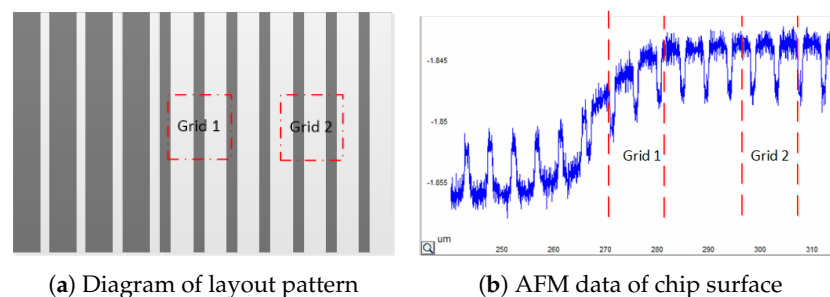 Grid 1
Grid 2
-1.845
-1.85
-1.855
Grid 1
Grid 2
um
250
260
270
280
290
300
310
(a) Diagram of layout pattern
(b) AFM data of chip surface